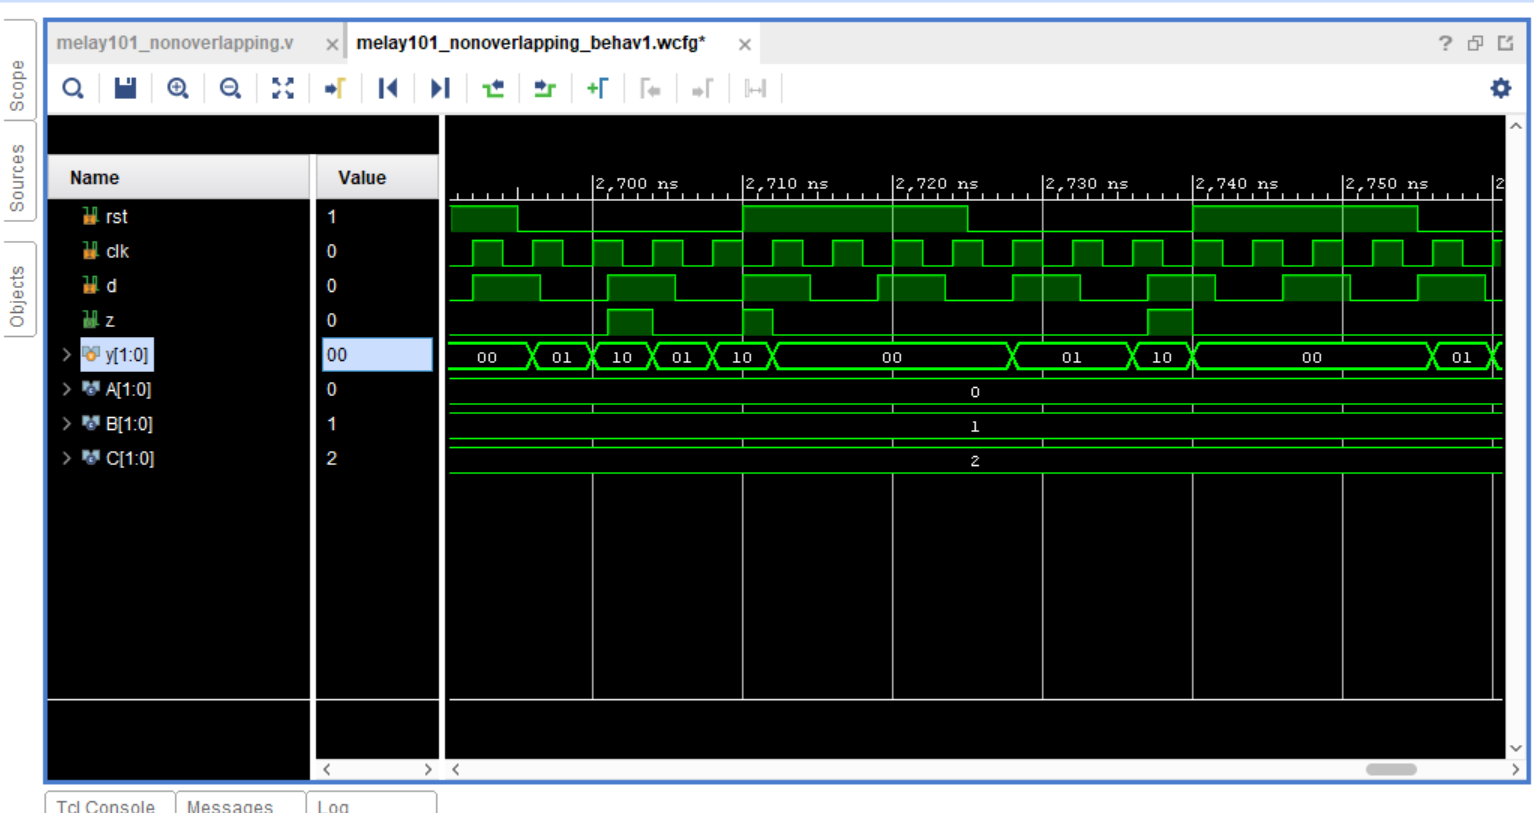 Scope
Sources
Objects
melay101_nonoverlapping.v × melay101_nonoverlapping_behav1.wcfg* ×
?
Name Value
2,700 ns 2,710 ns 2,720 ns 2,730 ns 2,740 ns 2,750 ns 2
rst 1
clk 0
d 0
z 0
y[1:0] 00 00 01 10 01 10 00 01 10 00 01
A[1:0] 0 0
B[1:0] 1 1
C[1:0] 2 2
Tcl Console Messages Log